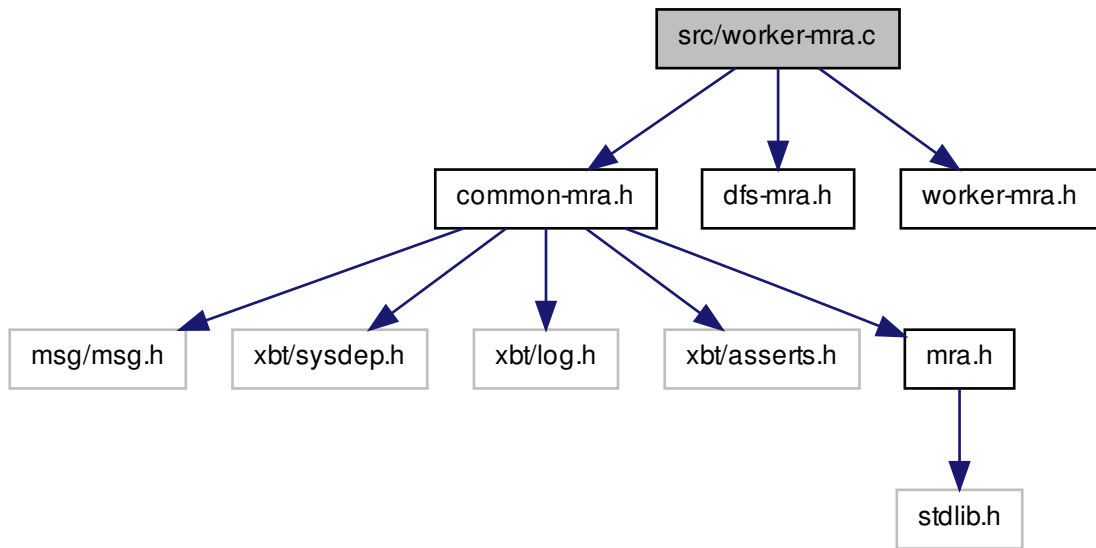 src/worker-mra.c
common-mra.h
dfs-mra.h
worker-mra.h
msg/msg.h
xbt/sysdep.h
xbt/log.h
xbt/asserts.h
mra.h
stdlib.h